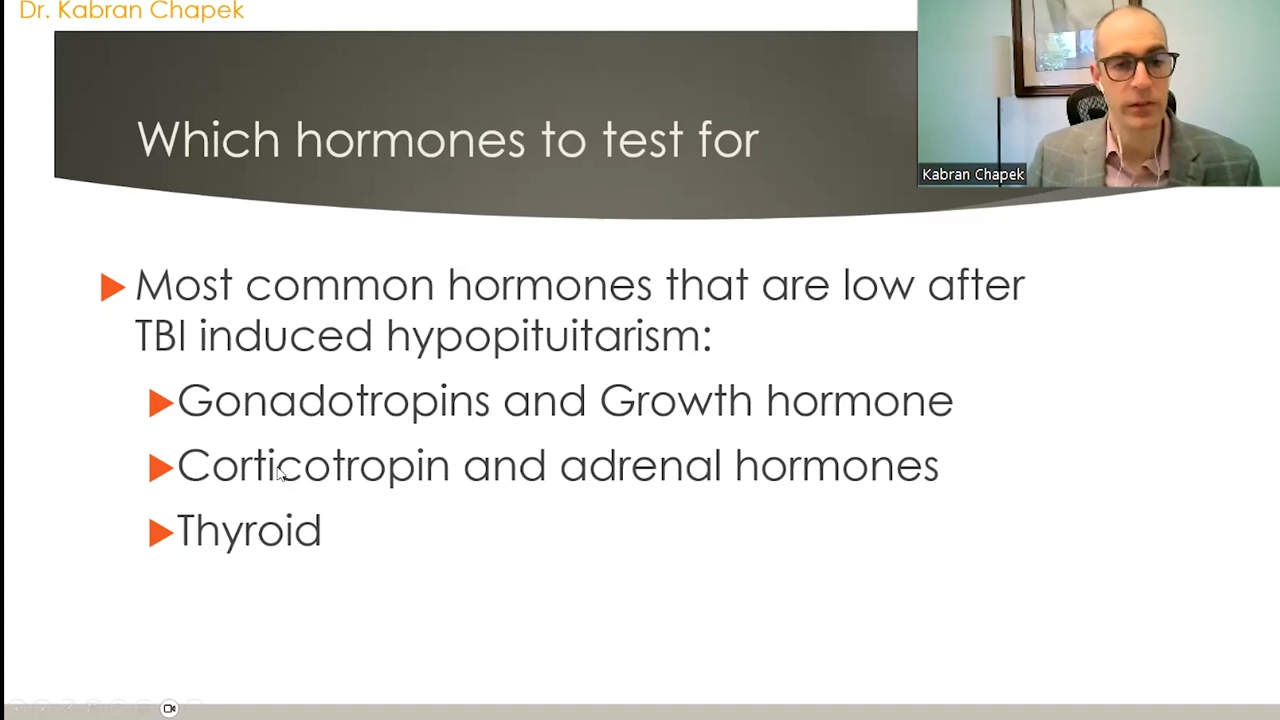 Dr. Kabran Chapek
Which hormones to test for
Kabran Chapek
Most common hormones that are low after
TBI induced hypopituitarism:
Gonadotropins and Growth hormone
Corticotropin and adrenal hormones
Thyroid